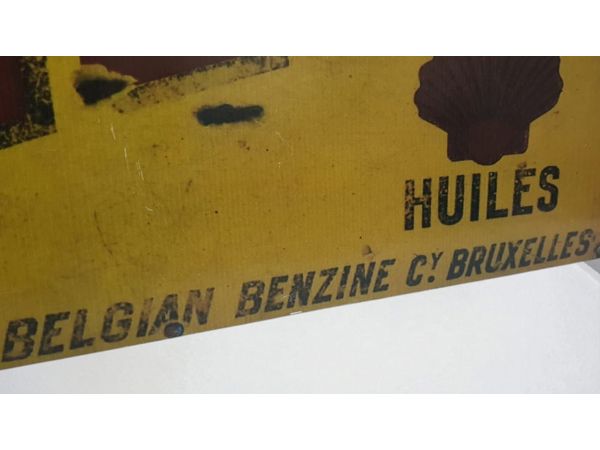 HUILES
BELGIAN BENZINE Cy. BRUXELLES